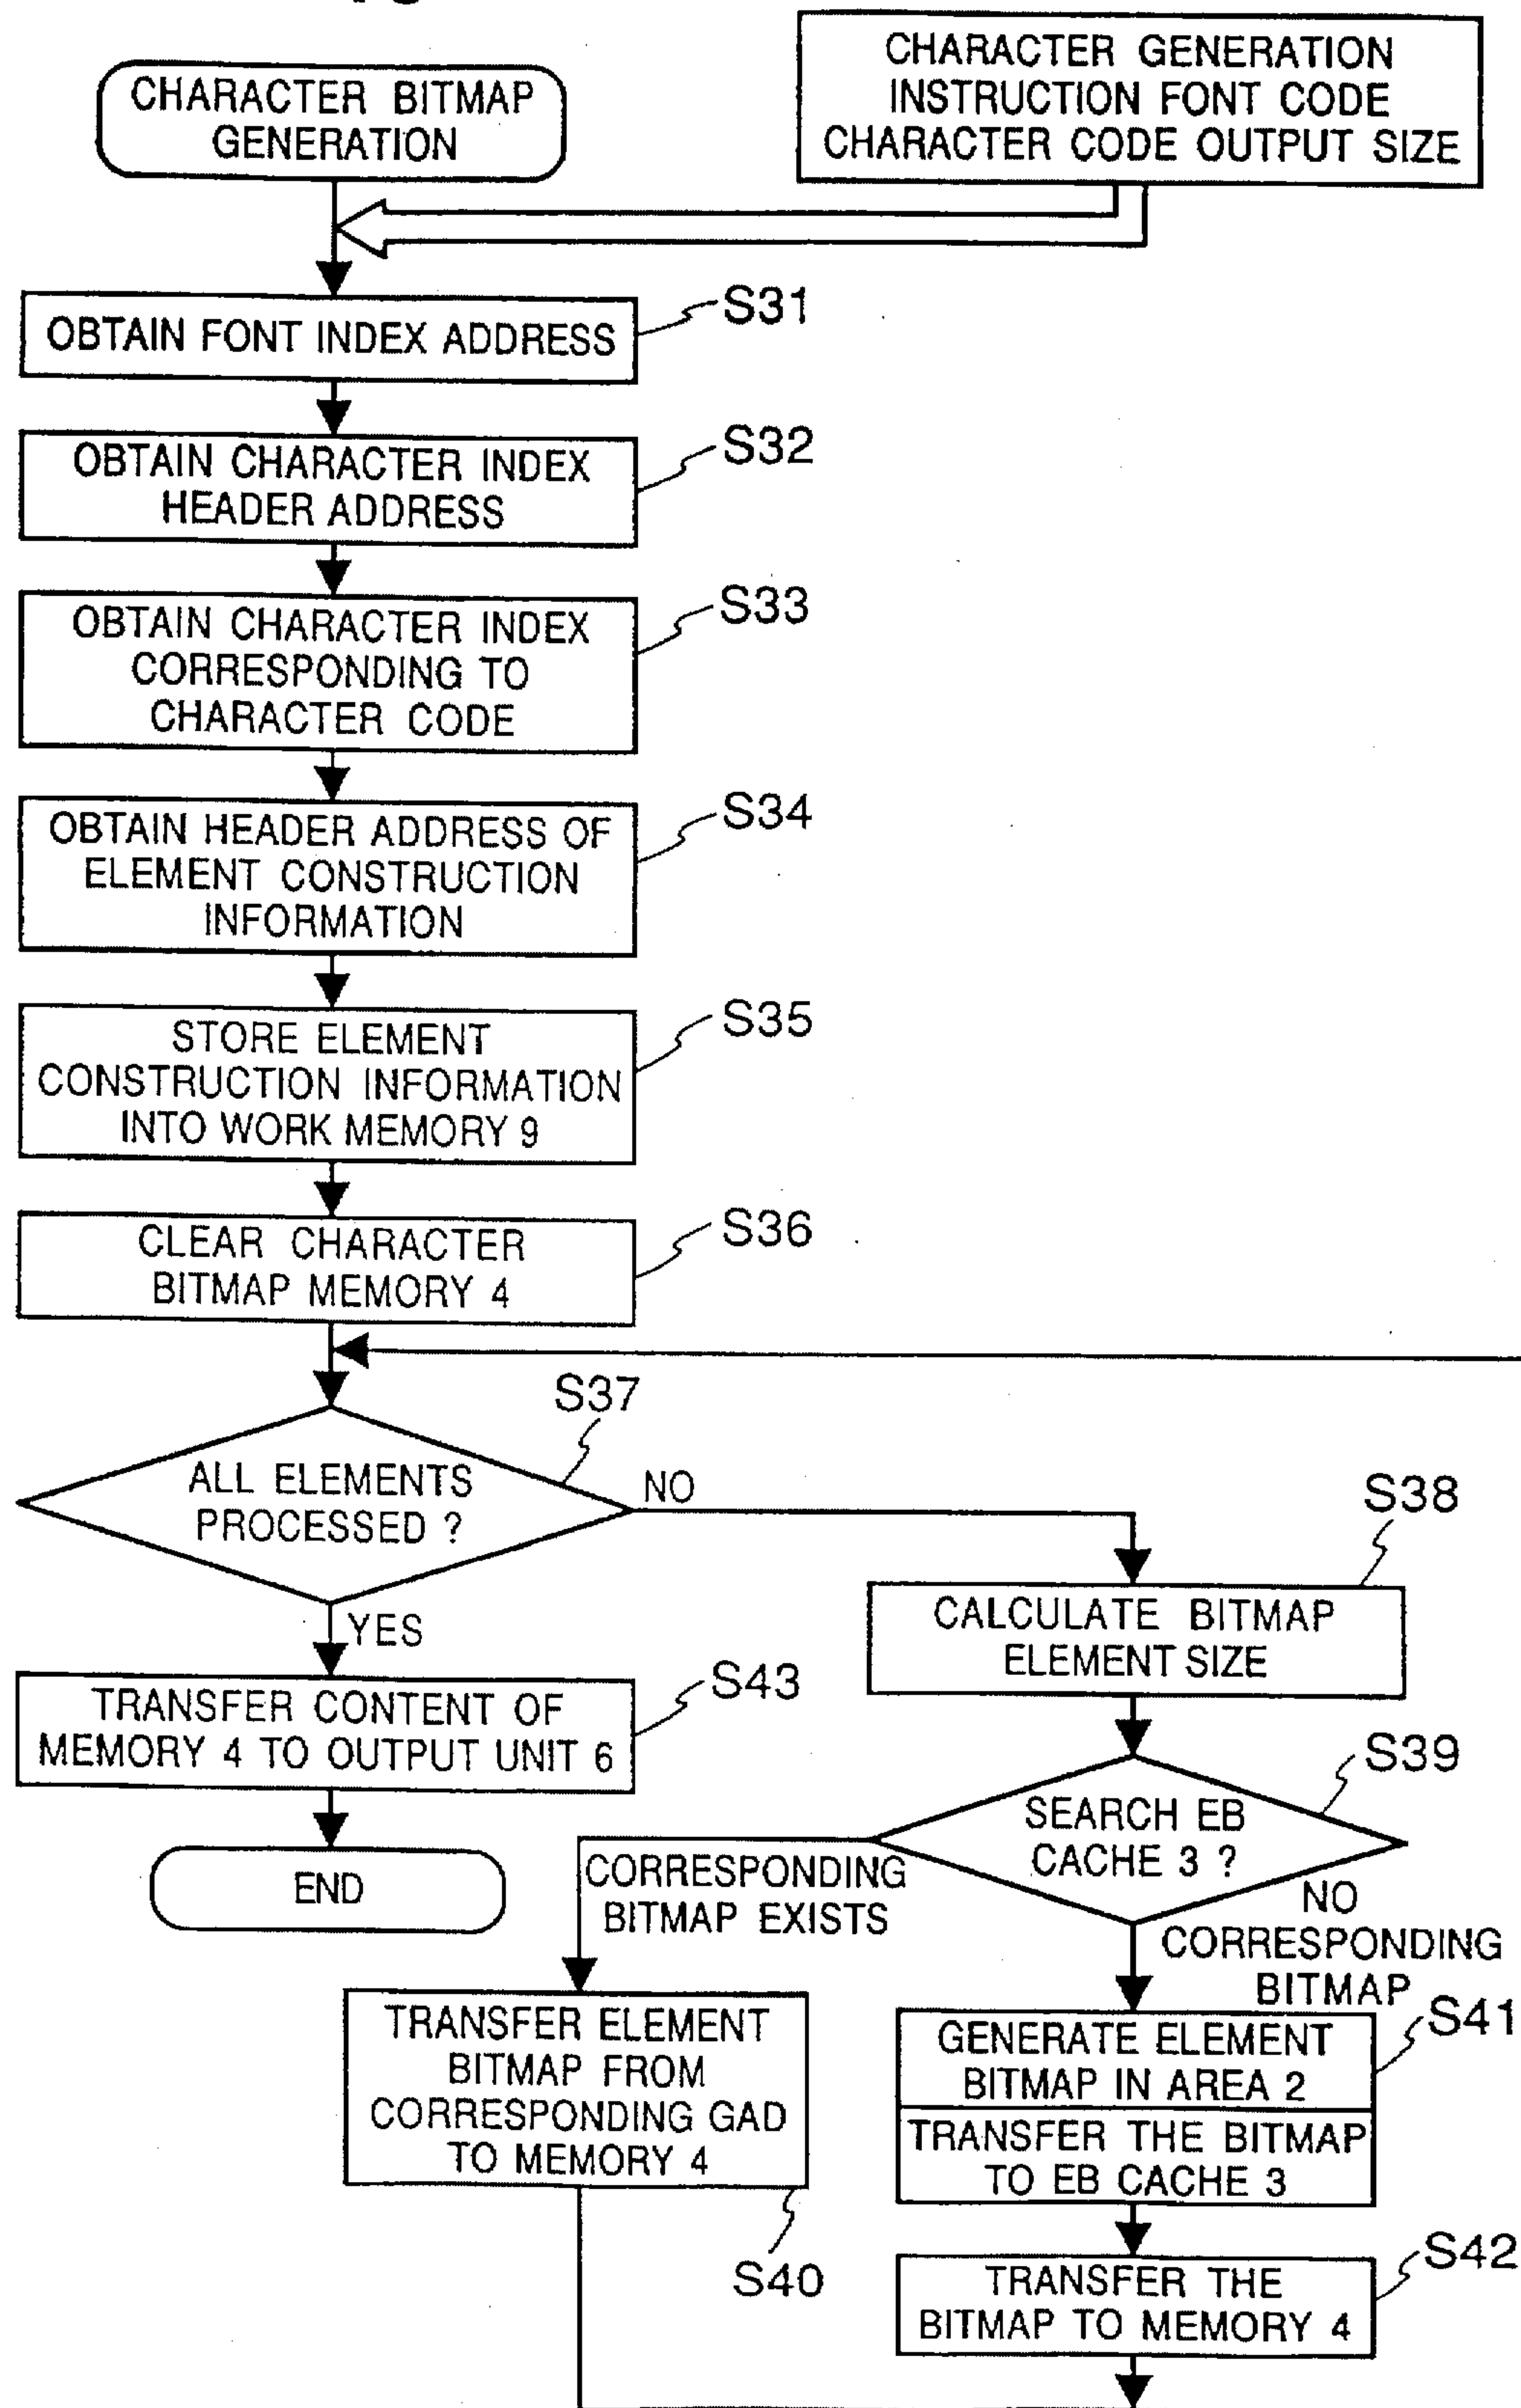 CHARACTER BITMAP
GENERATION
CHARACTER GENERATION
INSTRUCTION FONT CODE
CHARACTER CODE OUTPUT SIZE
OBTAIN FONT INDEX ADDRESS
S31
OBTAIN CHARACTER INDEX
HEADER ADDRESS
S32
OBTAIN CHARACTER INDEX
CORRESPONDING TO
CHARACTER CODE
S33
OBTAIN HEADER ADDRESS OF
ELEMENT CONSTRUCTION
INFORMATION
S34
STORE ELEMENT
CONSTRUCTION INFORMATION
INTO WORK MEMORY 9
S35
CLEAR CHARACTER
BITMAP MEMORY 4
S36
ALL ELEMENTS
PROCESSED ?
S37
NO
YES
CALCULATE BITMAP
ELEMENT SIZE
S38
TRANSFER CONTENT OF
MEMORY 4 TO OUTPUT UNIT 6
S43
END
SEARCH EB
CACHE 3 ?
S39
CORRESPONDING
BITMAP EXISTS
NO
CORRESPONDING
BITMAP
TRANSFER ELEMENT
BITMAP FROM
CORRESPONDING GAD
TO MEMORY 4
S40
GENERATE ELEMENT
BITMAP IN AREA 2
TRANSFER THE BITMAP
TO EB CACHE 3
S41
TRANSFER THE
BITMAP TO MEMORY 4
S42